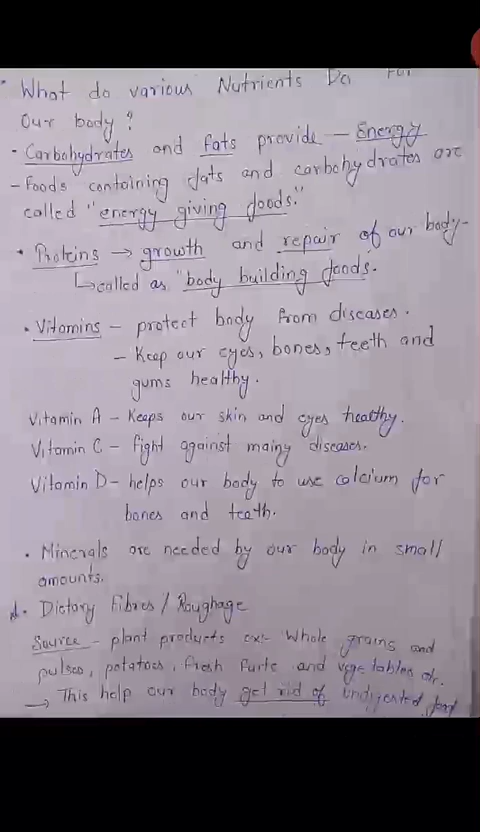 • What do various Nutrients Do For
Our body?
• Carbohydrates and fats provide – Energy
– Foods containing fats and carbohydrates are
called "energy giving foods."
• Proteins → growth and repair of our body-
↳ called as "body building foods.
• Vitamins – protect body from diseases.
– Keep our eyes, bones, teeth and
gums healthy.
Vitamin A – Keeps our skin and eyes healthy.
Vitamin C – fight against mainy diseases.
Vitamin D – helps our body to use calcium for
bones and teeth.
• Minerals are needed by our body in small
amounts.
d. Dietary Fibres / Roughage
Source – plant products ex:- Whole grains and
pulses, potatoes, fresh and vegetables
→ This help our body get rid of undigested food